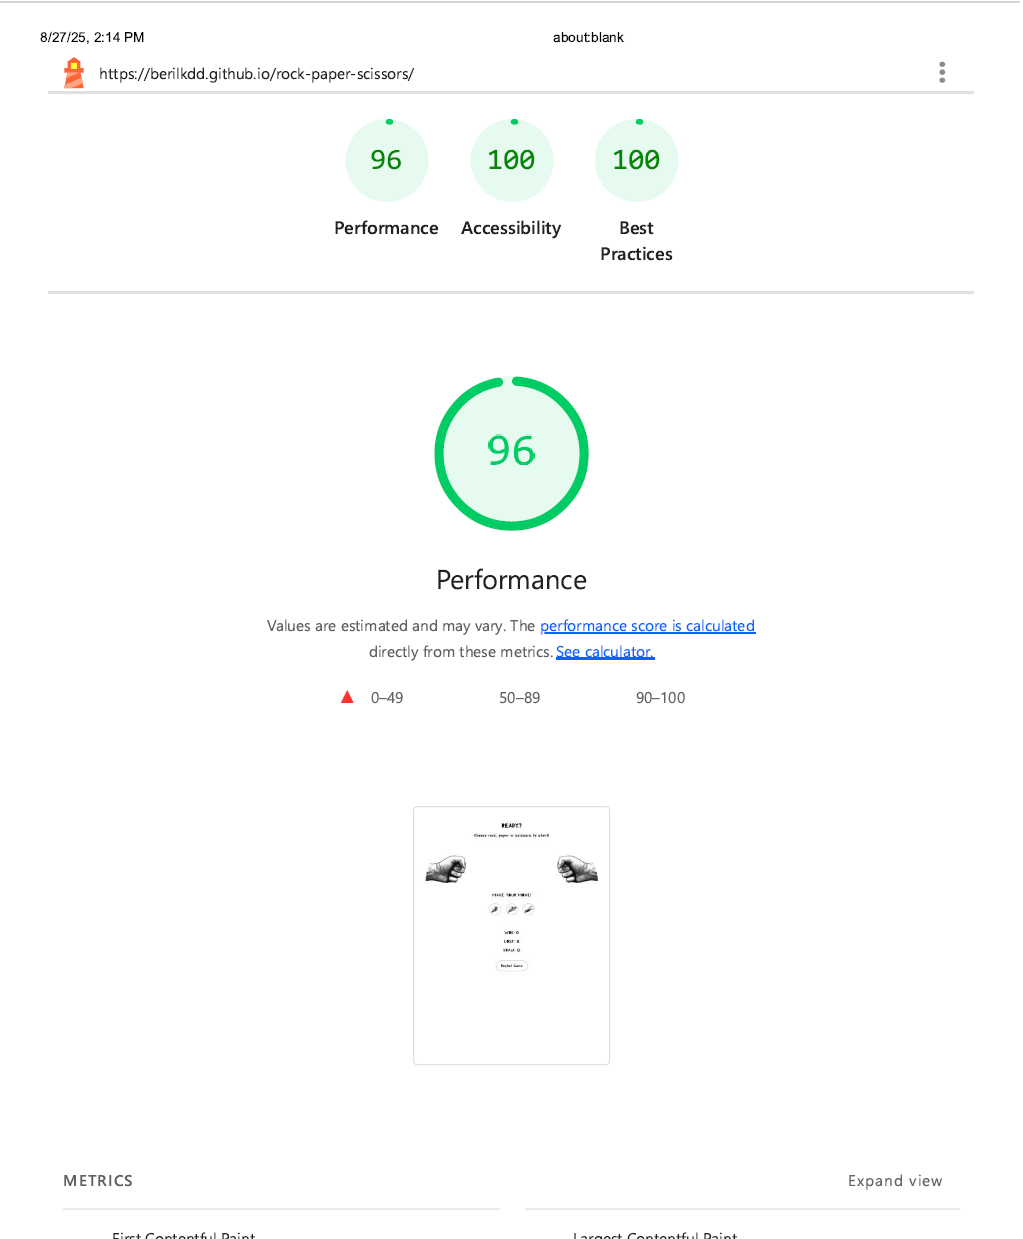 8/27/25, 2:14 PM about:blank
https://berilkdd.github.io/rock-paper-scissors/
96 100 100
Performance Accessibility Best
Practices
96
Performance
Values are estimated and may vary. The performance score is calculated
directly from these metrics. See calculator.
0–49 50–89 90–100
READY?
Choose rock, paper or scissors to start!
MAKE YOUR MOVE!
WIN: 0
LOSE: 0
DRAW: 0
Restart Game
METRICS Expand view
First Contentful Paint Largest Contentful Paint